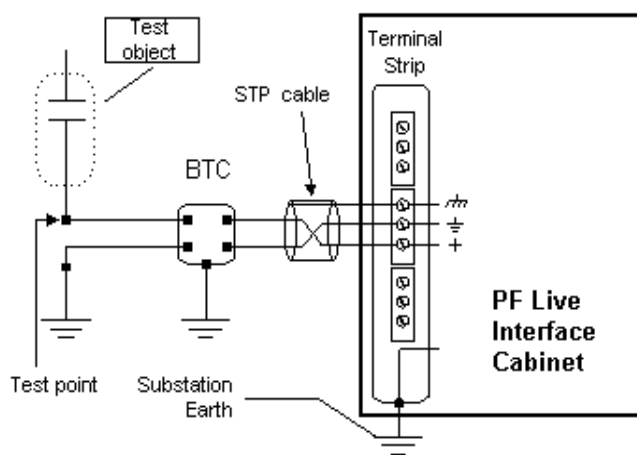 Test
object
Terminal
Strip
STP cable
BTC
PF Live
Interface
Cabinet
Test point
Substation
Earth